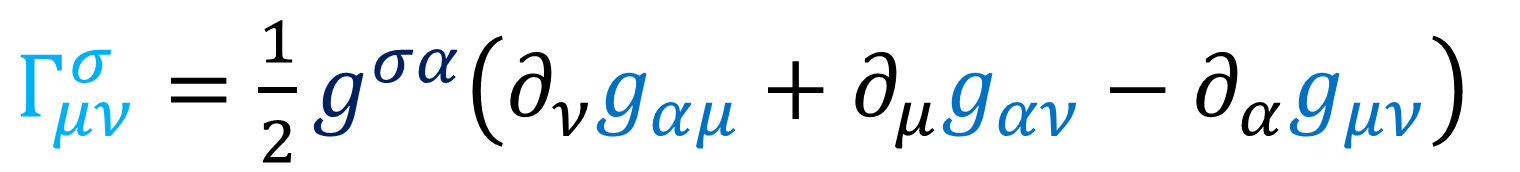 Γ^σ_μν = 1/2 g^σα (∂_ν g_αμ + ∂_μ g_αν − ∂_α g_μν)